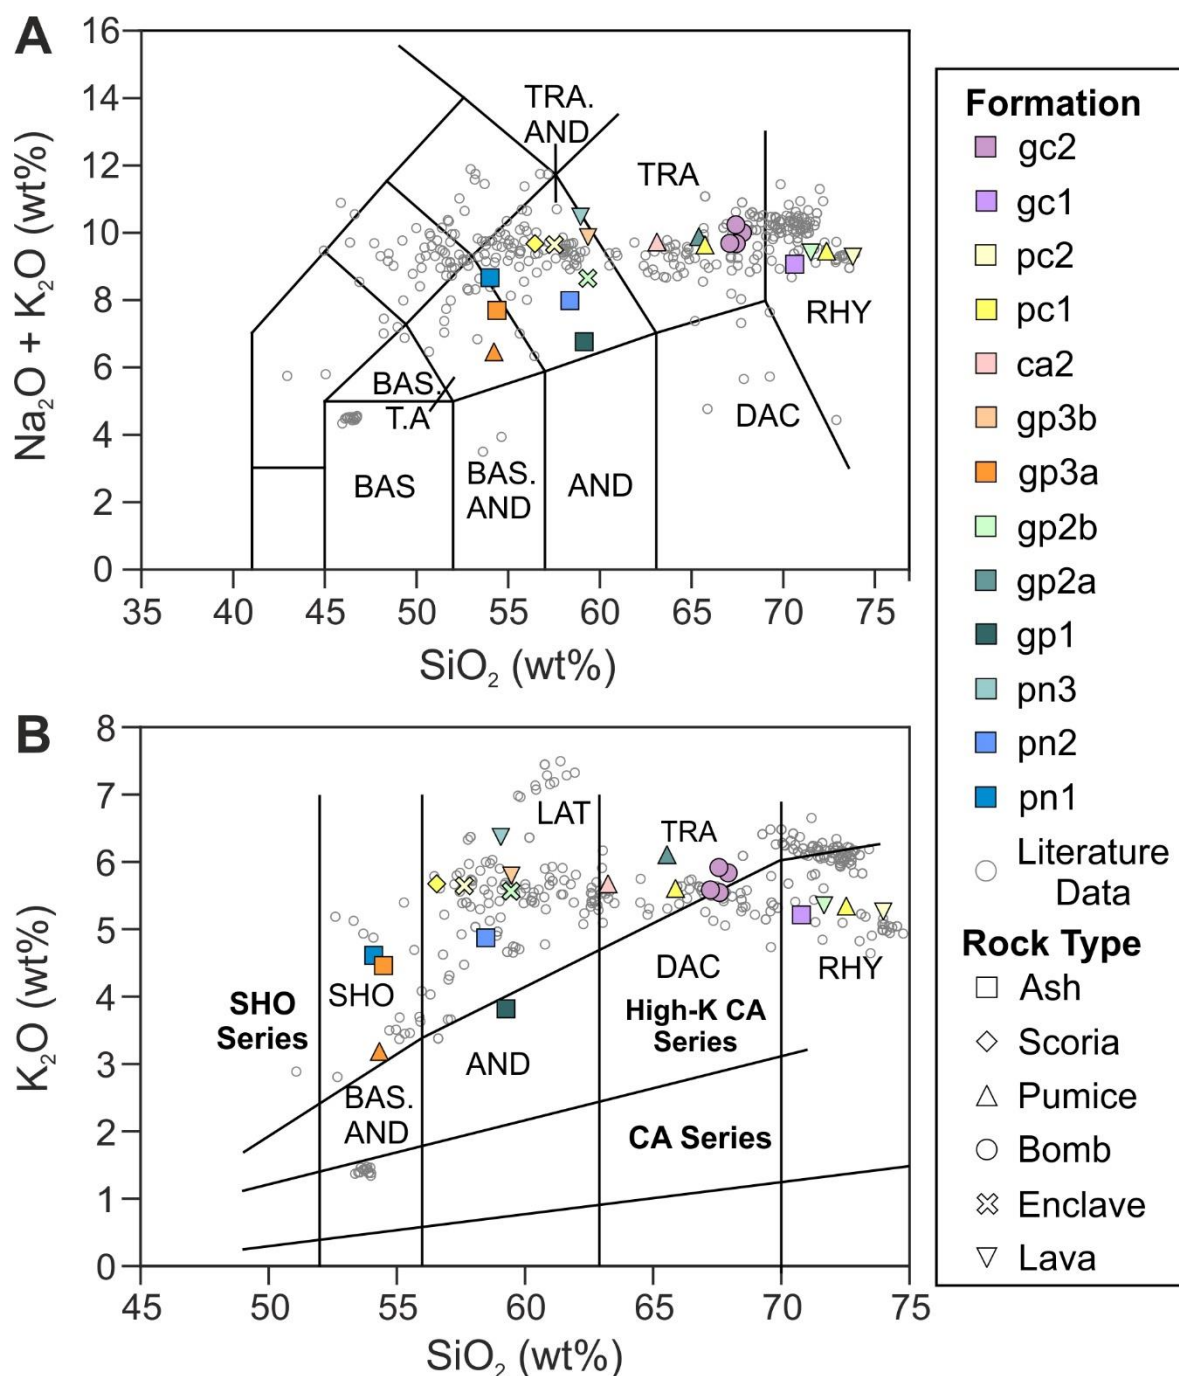 A
Na₂O + K₂O (wt%)
16
14
12
10
8
6
4
2
0
TRA.
AND
TRA
BAS.
T.A
RHY
DAC
BAS
BAS.
AND
AND
35
40
45
50
55
60
65
70
75
SiO₂ (wt%)
B
K₂O (wt%)
8
7
6
5
4
3
2
1
0
LAT
TRA
SHO
Series
SHO
DAC
RHY
High-K CA
Series
AND
BAS.
AND
CA Series
45
50
55
60
65
70
75
SiO₂ (wt%)
Formation
gc2
gc1
pc2
pc1
ca2
gp3b
gp3a
gp2b
gp2a
gp1
pn3
pn2
pn1
Literature
Data
Rock Type
Ash
Scoria
Pumice
Bomb
Enclave
Lava